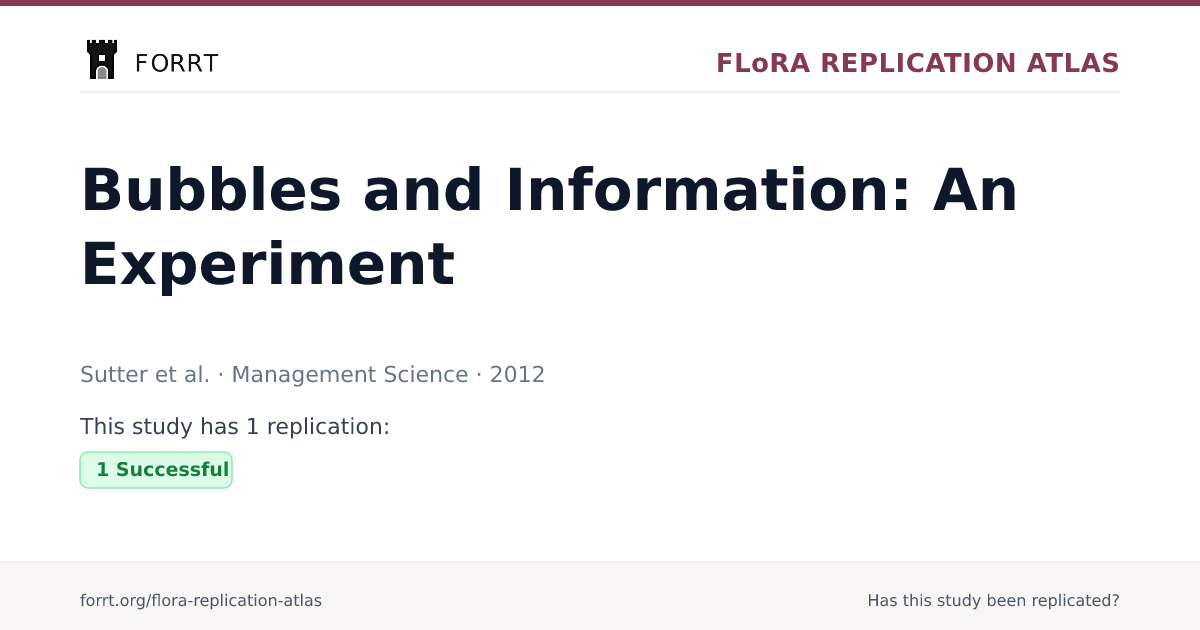 FORRT
FLoRA REPLICATION ATLAS
Bubbles and Information: An
Experiment
Sutter et al. · Management Science · 2012
This study has 1 replication:
1 Successful
forrt.org/flora-replication-atlas
Has this study been replicated?